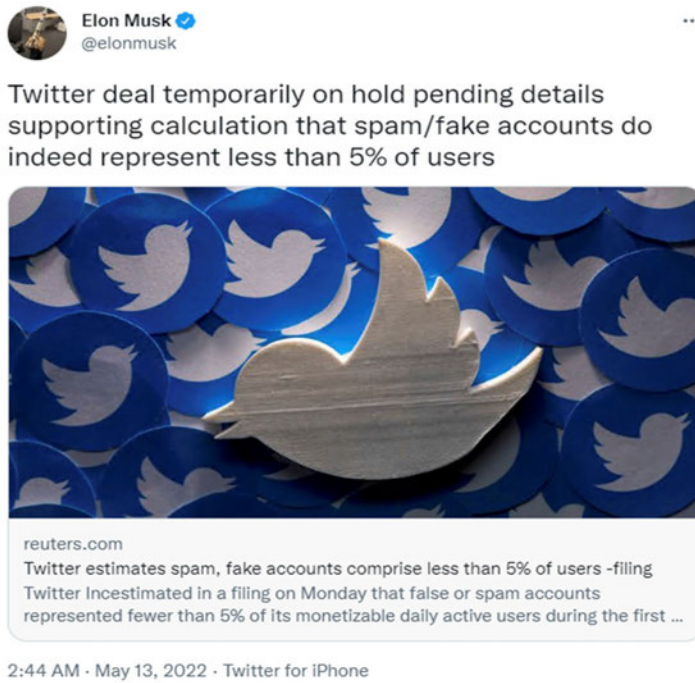 Elon Musk
@elonmusk
Twitter deal temporarily on hold pending details
supporting calculation that spam/fake accounts do
indeed represent less than 5% of users
reuters.com
Twitter estimates spam, fake accounts comprise less than 5% of users -filing
Twitter Incestimated in a filing on Monday that false or spam accounts
represented fewer than 5% of its monetizable daily active users during the first ...
2:44 AM · May 13, 2022 · Twitter for iPhone